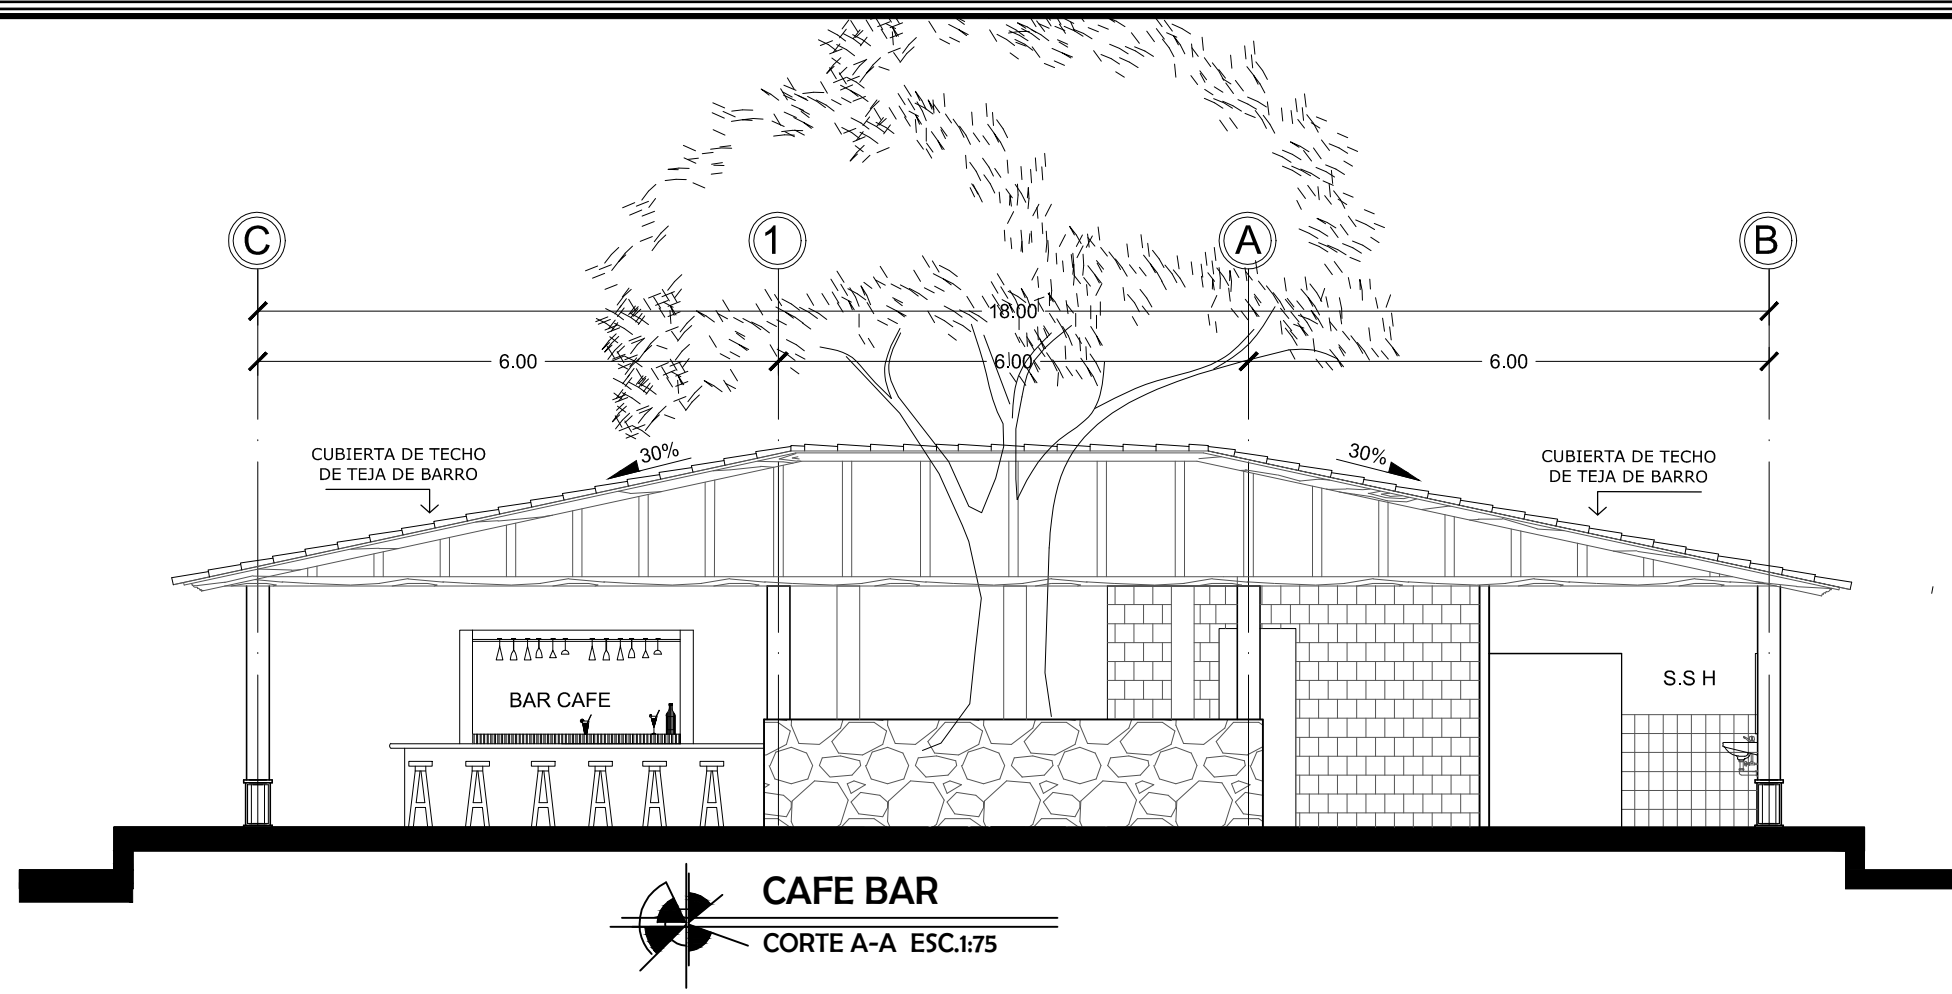 C
1
A
B
18.00
6.00
6.00
6.00
30%
30%
CUBIERTA DE TECHO
DE TEJA DE BARRO
CUBIERTA DE TECHO
DE TEJA DE BARRO
BAR CAFE
S.S H
CAFE BAR
CORTE A-A ESC.1:75